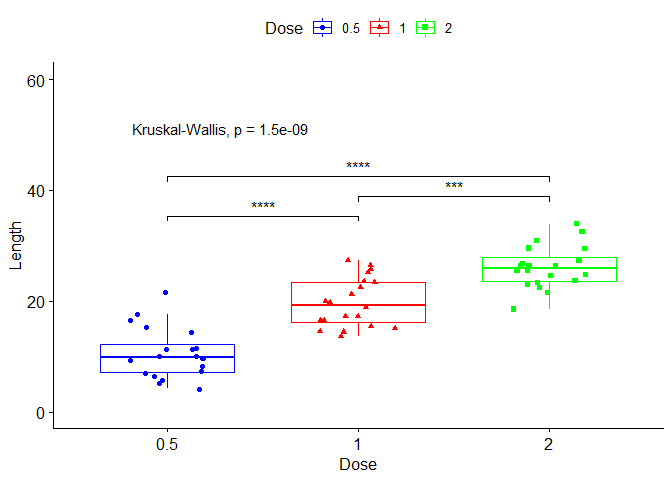 Dose 0.5 1 2
60
Kruskal-Wallis, p = 1.5e-09
****
***
40
****
Length
20
0
0.5 1 2
Dose